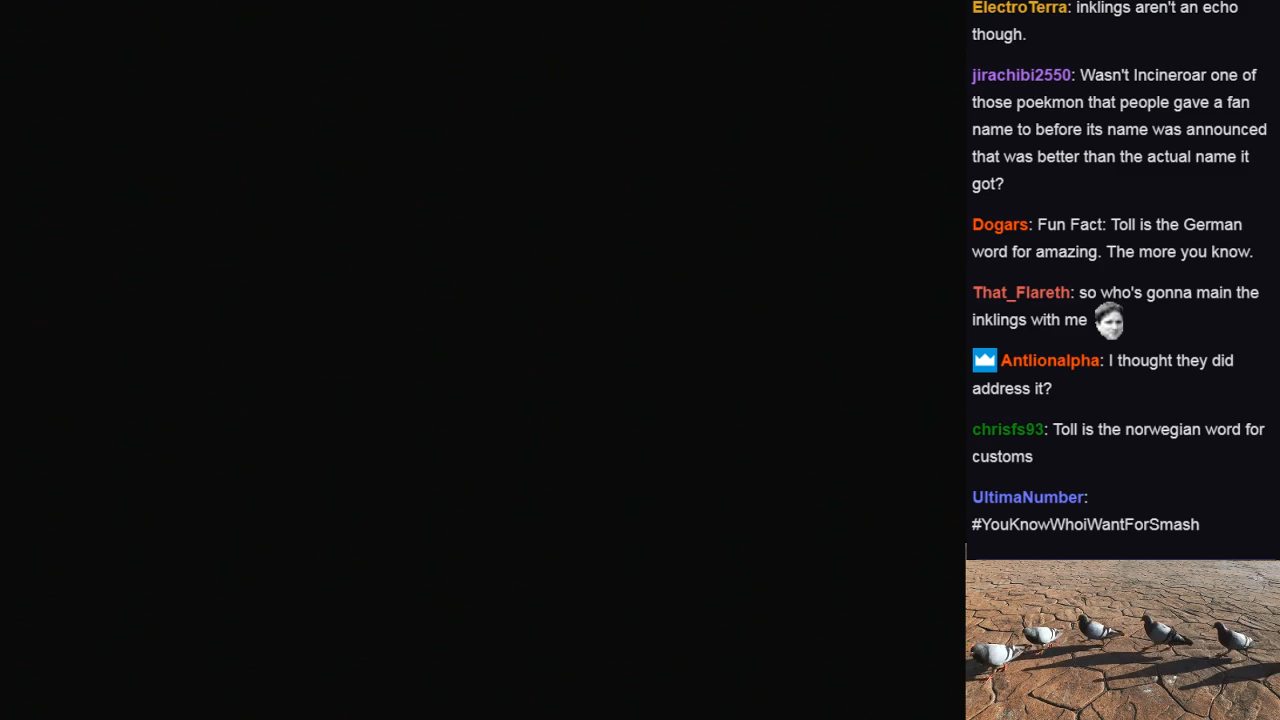 ElectroTerra: inklings aren't an echo
though.
jirachibi2550: Wasn't Incineroar one of
those poekmon that people gave a fan
name to before its name was announced
that was better than the actual name it
got?
Dogars: Fun Fact: Toll is the German
word for amazing. The more you know.
That_Flareth: so who's gonna main the
inklings with me
Antlionalpha: I thought they did
address it?
chrisfs93: Toll is the norwegian word for
customs
UltimaNumber:
#YouKnowWhoiWantForSmash